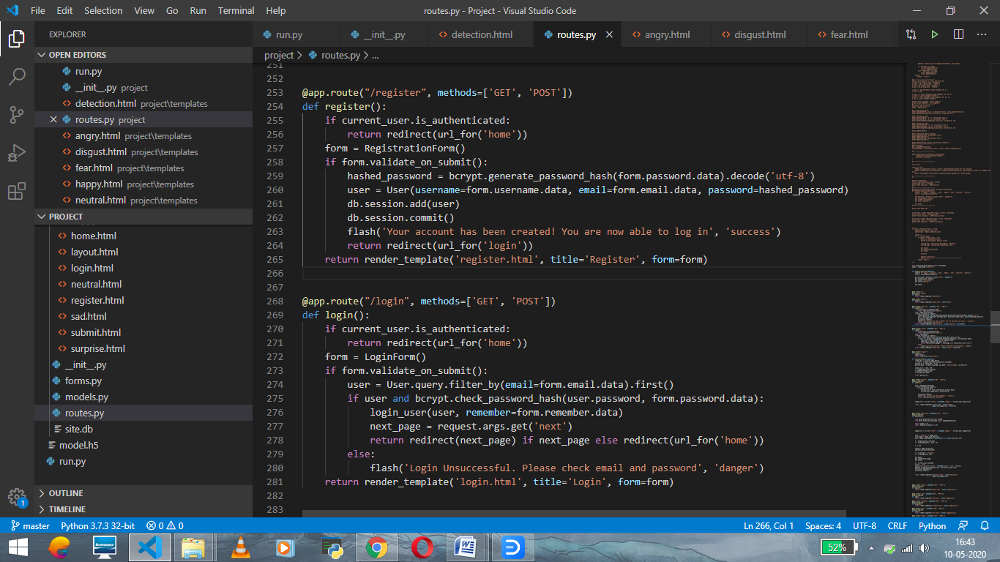 File Edit Selection View Go Run Terminal Help routes.py - Project - Visual Studio Code
EXPLORER
OPEN EDITORS
run.py
__init__.py project
detection.html project\templates
routes.py project
angry.html project\templates
disgust.html project\templates
fear.html project\templates
happy.html project\templates
neutral.html project\templates
PROJECT
home.html
layout.html
login.html
neutral.html
register.html
sad.html
submit.html
surprise.html
__init__.py
forms.py
models.py
routes.py
site.db
model.h5
run.py
OUTLINE
TIMELINE
run.py __init__.py detection.html routes.py angry.html disgust.html fear.html
project > routes.py > ...
251
252
253 @app.route("/register", methods=['GET', 'POST'])
254 def register():
255 if current_user.is_authenticated:
256 return redirect(url_for('home'))
257 form = RegistrationForm()
258 if form.validate_on_submit():
259 hashed_password = bcrypt.generate_password_hash(form.password.data).decode('utf-8')
260 user = User(username=form.username.data, email=form.email.data, password=hashed_password)
261 db.session.add(user)
262 db.session.commit()
263 flash('Your account has been created! You are now able to log in', 'success')
264 return redirect(url_for('login'))
265 return render_template('register.html', title='Register', form=form)
266
267
268 @app.route("/login", methods=['GET', 'POST'])
269 def login():
270 if current_user.is_authenticated:
271 return redirect(url_for('home'))
272 form = LoginForm()
273 if form.validate_on_submit():
274 user = User.query.filter_by(email=form.email.data).first()
275 if user and bcrypt.check_password_hash(user.password, form.password.data):
276 login_user(user, remember=form.remember.data)
277 next_page = request.args.get('next')
278 return redirect(next_page) if next_page else redirect(url_for('home'))
279 else:
280 flash('Login Unsuccessful. Please check email and password', 'danger')
281 return render_template('login.html', title='Login', form=form)
282
283
1
master Python 3.7.3 32-bit 0 0 Ln 266, Col 1 Spaces: 4 UTF-8 CRLF Python
lenovo
52%
16:43
10-05-2020